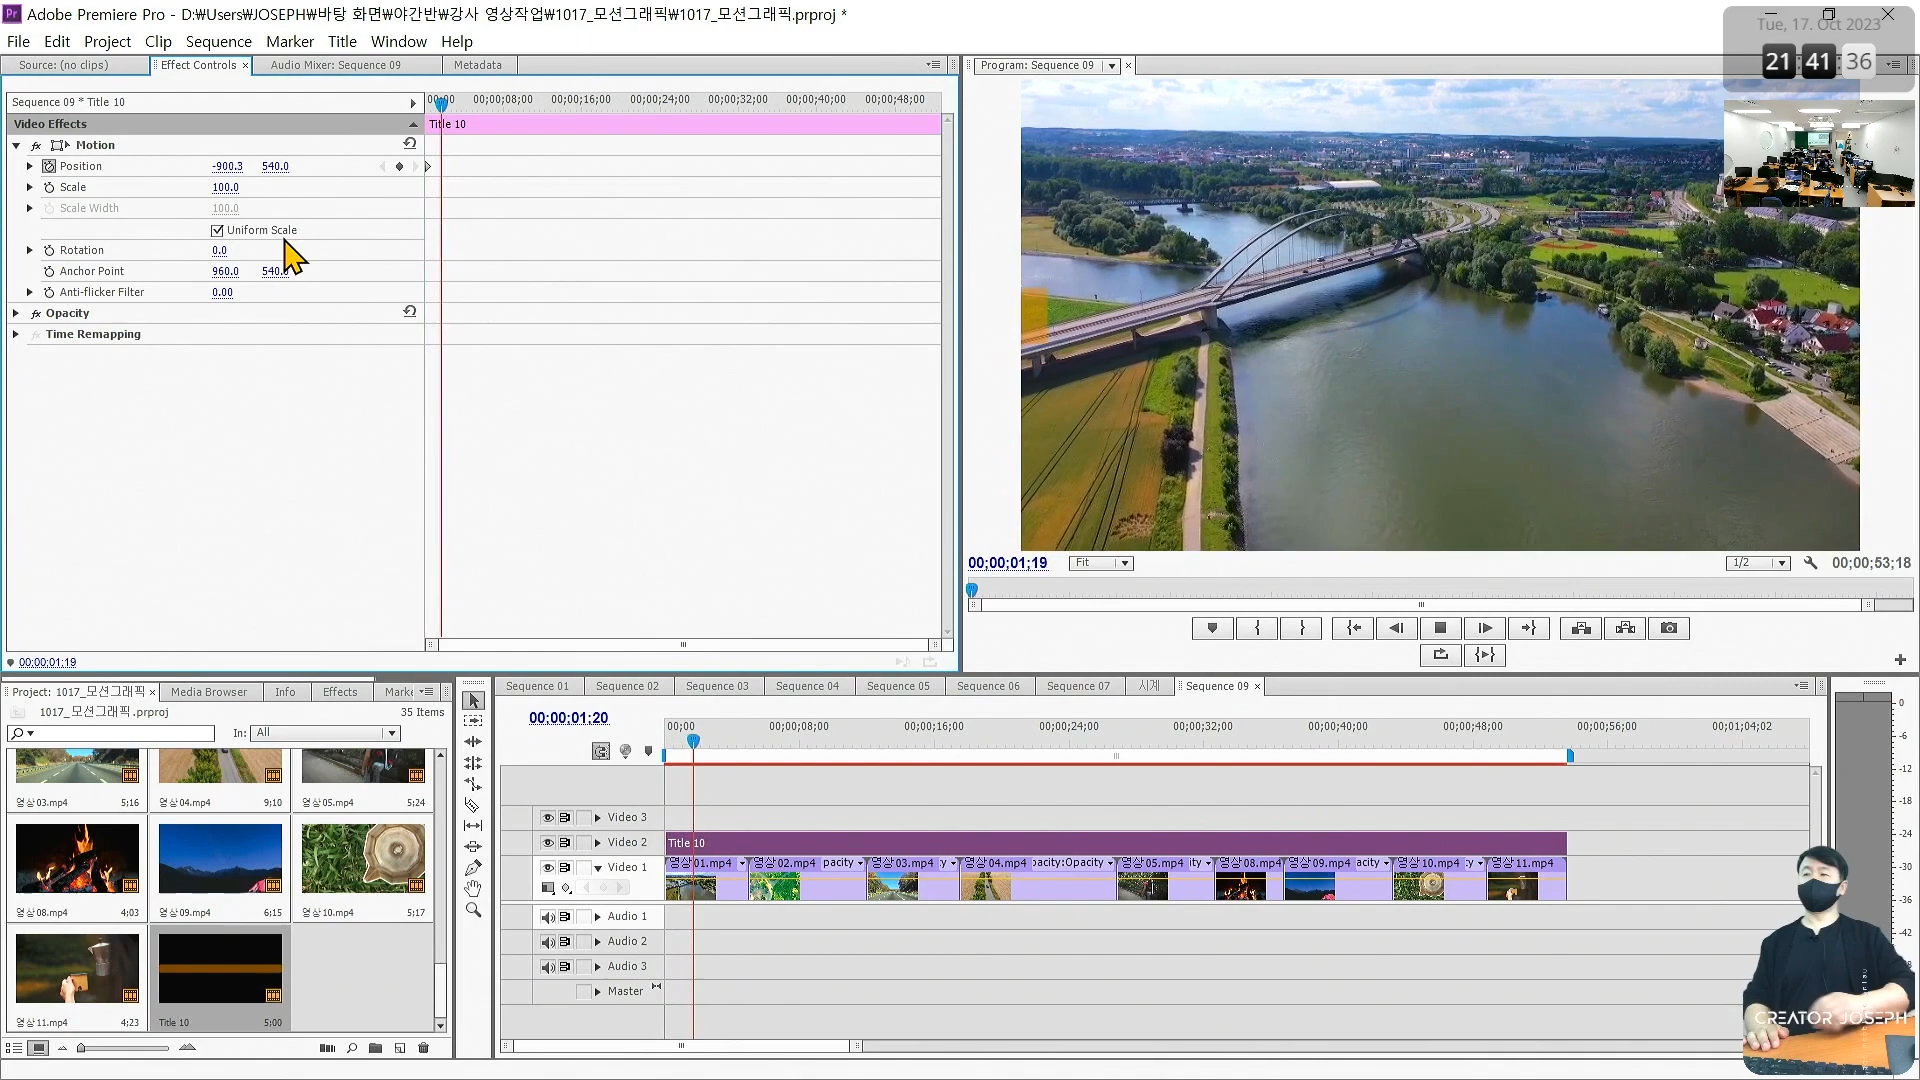 Adobe Premiere Pro - D:₩Users₩JOSEPH₩바탕 화면₩야간반₩강사 영상작업₩1017_모션그래픽₩1017_모션그래픽.prproj *
File Edit Project Clip Sequence Marker Title Window Help
Tue, 17. Oct 2023
21 : 41 : 36
Source: (no clips) Effect Controls × Audio Mixer: Sequence 09 Metadata
Program: Sequence 09 ×
Sequence 09 * Title 10
00;00 00;00;08;00 00;00;16;00 00;00;24;00 00;00;32;00 00;00;40;00 00;00;48;00
Video Effects
Title 10
fx Motion
Position -900.3 540.0
Scale 100.0
Scale Width 100.0
Uniform Scale
Rotation 0.0
Anchor Point 960.0 540.0
Anti-flicker Filter 0.00
fx Opacity
fx Time Remapping
00;00;01;19
00;00;01;19 Fit 1/2 00;00;53;18
Project: 1017_모션그래픽 × Media Browser Info Effects Marke
1017_모션그래픽.prproj 35 Items
In: All
영상03.mp4 5;16
영상04.mp4 9;10
영상05.mp4 5;24
영상08.mp4 4;03
영상09.mp4 6;15
영상10.mp4 5;17
영상11.mp4 4;23
Title 10 5;00
Sequence 01 Sequence 02 Sequence 03 Sequence 04 Sequence 05 Sequence 06 Sequence 07 시계 Sequence 09 ×
00;00;01;20
00;00 00;00;08;00 00;00;16;00 00;00;24;00 00;00;32;00 00;00;40;00 00;00;48;00 00;00;56;00 00;01;04;02
Video 3
Video 2
Title 10
Video 1
영상01.mp4 영상02.mp4 pacity 영상03.mp4 영상04.mp4 pacity:Opacity 영상05.mp4 ity 영상08.mp4 영상09.mp4 acity 영상10.mp4 영상11.mp4
Audio 1
Audio 2
Audio 3
Master
0
-6
-12
-18
-24
-30
-36
-42
CREATOR JOSEPH